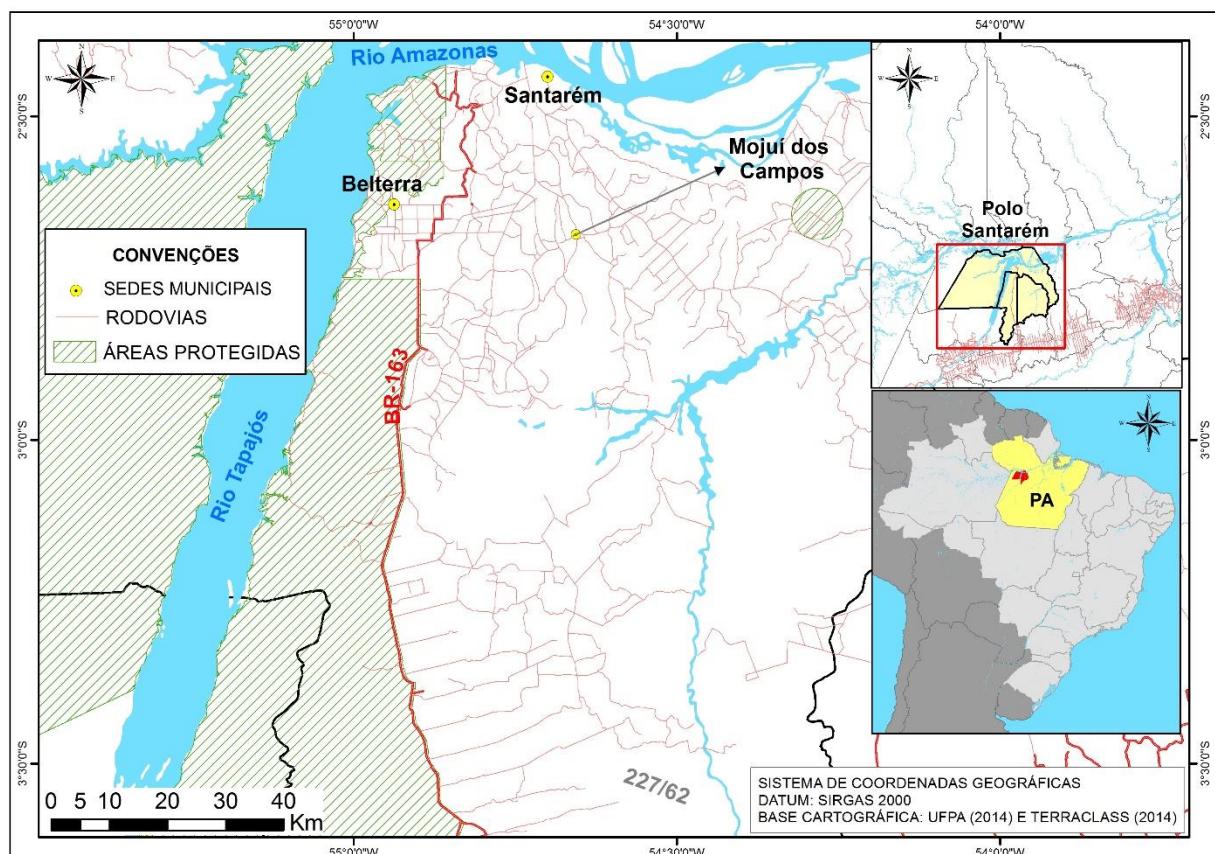 55°0'0"W
54°30'0"W
54°0'0"W
N
W
E
S
Rio Amazonas
Santarém
Mojuí dos
Campos
Belterra
2°30'0"S
2°30'0"S
CONVENÇÕES
SEDES MUNICIPAIS
RODOVIAS
ÁREAS PROTEGIDAS
BR-163
Rio Tapajós
3°0'0"S
3°0'0"S
N
W
E
S
Polo
Santarém
N
W
E
S
PA
3°30'0"S
3°30'0"S
227/62
0 5 10 20 30 40
Km
SISTEMA DE COORDENADAS GEOGRÁFICAS
DATUM: SIRGAS 2000
BASE CARTOGRÁFICA: UFPA (2014) E TERRACLASS (2014)
55°0'0"W
54°30'0"W
54°0'0"W